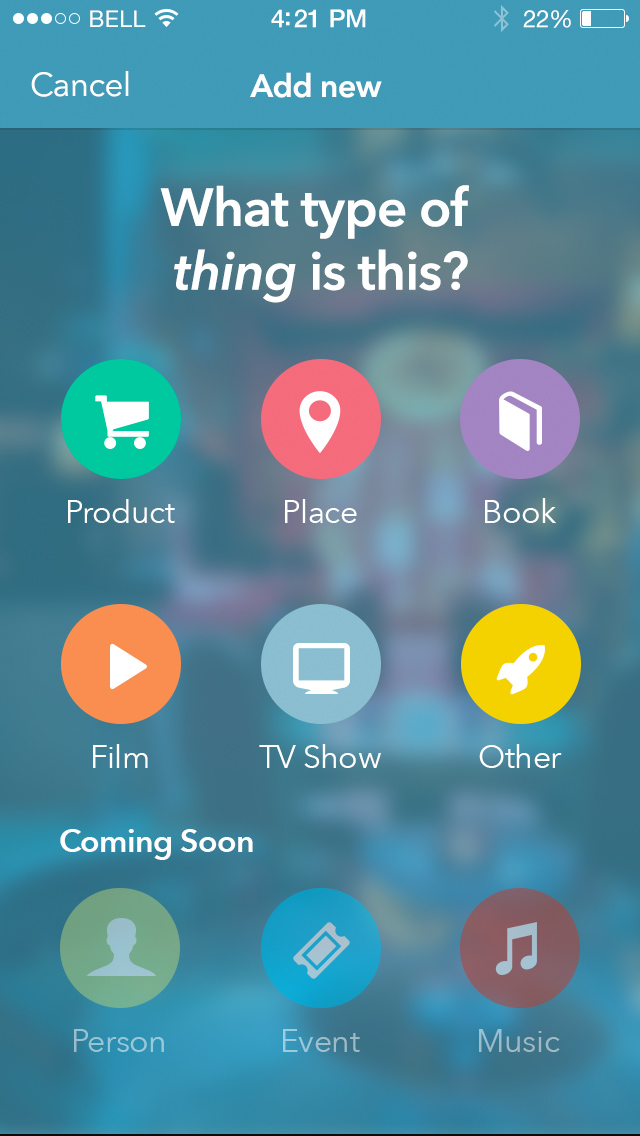 BELL 4:21 PM 22%
Cancel Add new
What type of
thing is this?
Product Place Book
Film TV Show Other
Coming Soon
Person Event Music